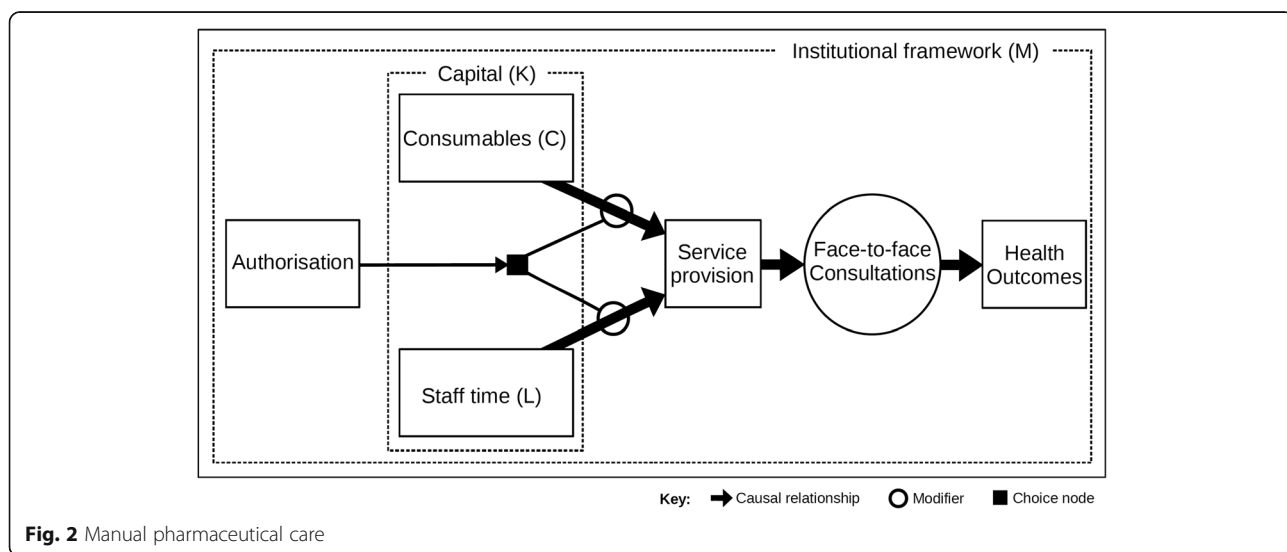 Institutional framework (M)
Capital (K)
Consumables (C)
Authorisation
Staff time (L)
Service
provision
Face-to-face
Consultations
Health
Outcomes
Key: Causal relationship Modifier Choice node
Fig. 2 Manual pharmaceutical care